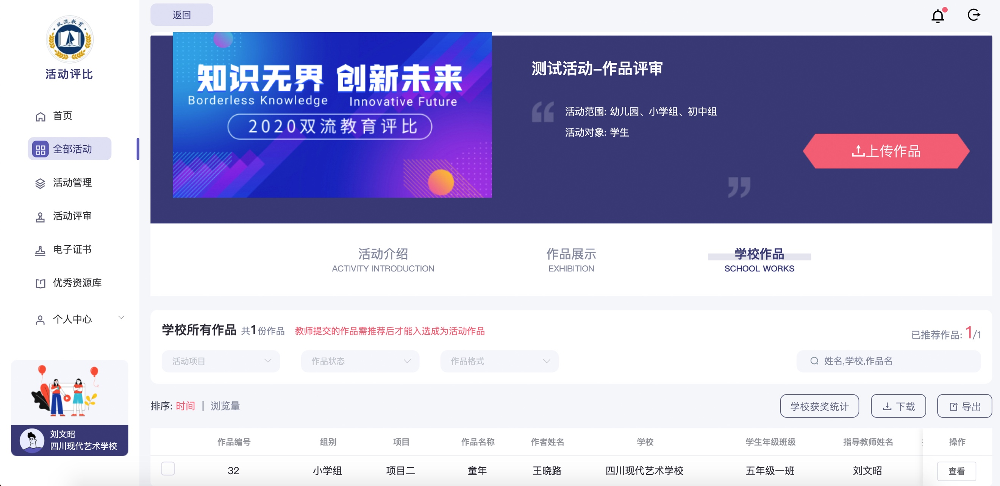 双流教育
活动评比
首页
全部活动
活动管理
活动评审
电子证书
优秀资源库
个人中心
刘文昭
四川现代艺术学校
返回
知识无界 创新未来
Borderless Knowledge Innovative Future
2020双流教育评比
测试活动–作品评审
活动范围: 幼儿园、小学组、初中组
活动对象: 学生
上传作品
活动介绍 作品展示 学校作品
ACTIVITY INTRODUCTION EXHIBITION SCHOOL WORKS
学校所有作品 共1份作品 教师提交的作品需推荐后才能入选成为活动作品 已推荐作品: 1/1
活动项目 作品状态 作品格式 姓名,学校,作品名
排序: 时间 | 浏览量 学校获奖统计 下载 导出
作品编号 组别 项目 作品名称 作者姓名 学校 学生年级班级 指导教师姓名 操作
32 小学组 项目二 童年 王晓路 四川现代艺术学校 五年级一班 刘文昭 查看